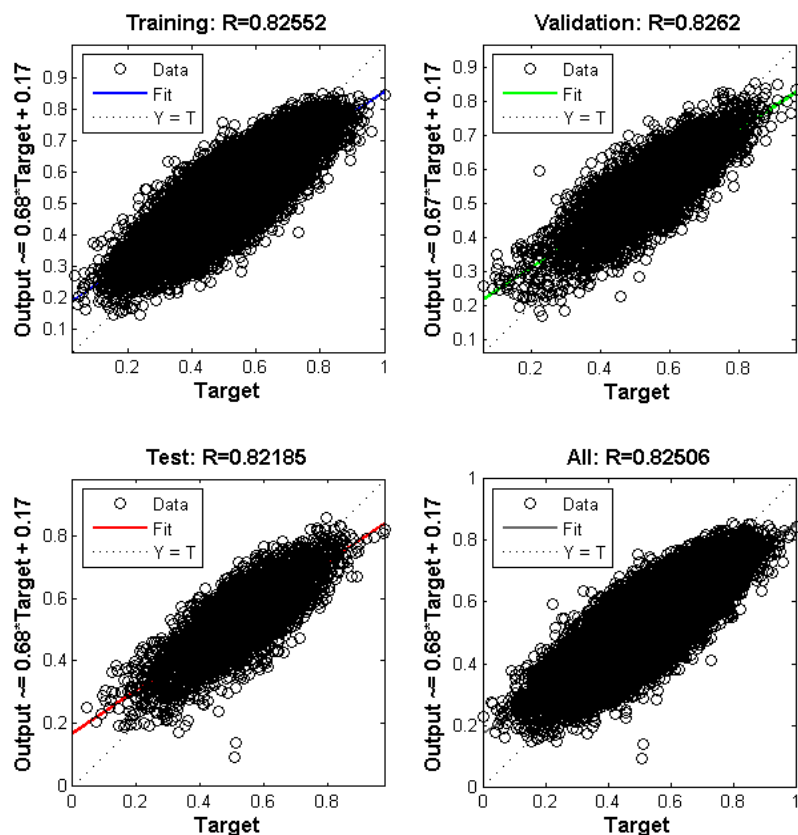 Training: R=0.82552
Output ~= 0.68*Target + 0.17
0.9
0.8
0.7
0.6
0.5
0.4
0.3
0.2
0.1
Data
Fit
Y = T
0.2
0.4
0.6
0.8
1
Target
Validation: R=0.8262
Output ~= 0.67*Target + 0.17
0.9
0.8
0.7
0.6
0.5
0.4
0.3
0.2
0.1
Data
Fit
Y = T
0.2
0.4
0.6
0.8
Target
Test: R=0.82185
Output ~= 0.68*Target + 0.17
0.8
0.6
0.4
0.2
0
Data
Fit
Y = T
0
0.2
0.4
0.6
0.8
Target
All: R=0.82506
Output ~= 0.68*Target + 0.17
1
0.8
0.6
0.4
0.2
0
Data
Fit
Y = T
0
0.2
0.4
0.6
0.8
1
Target